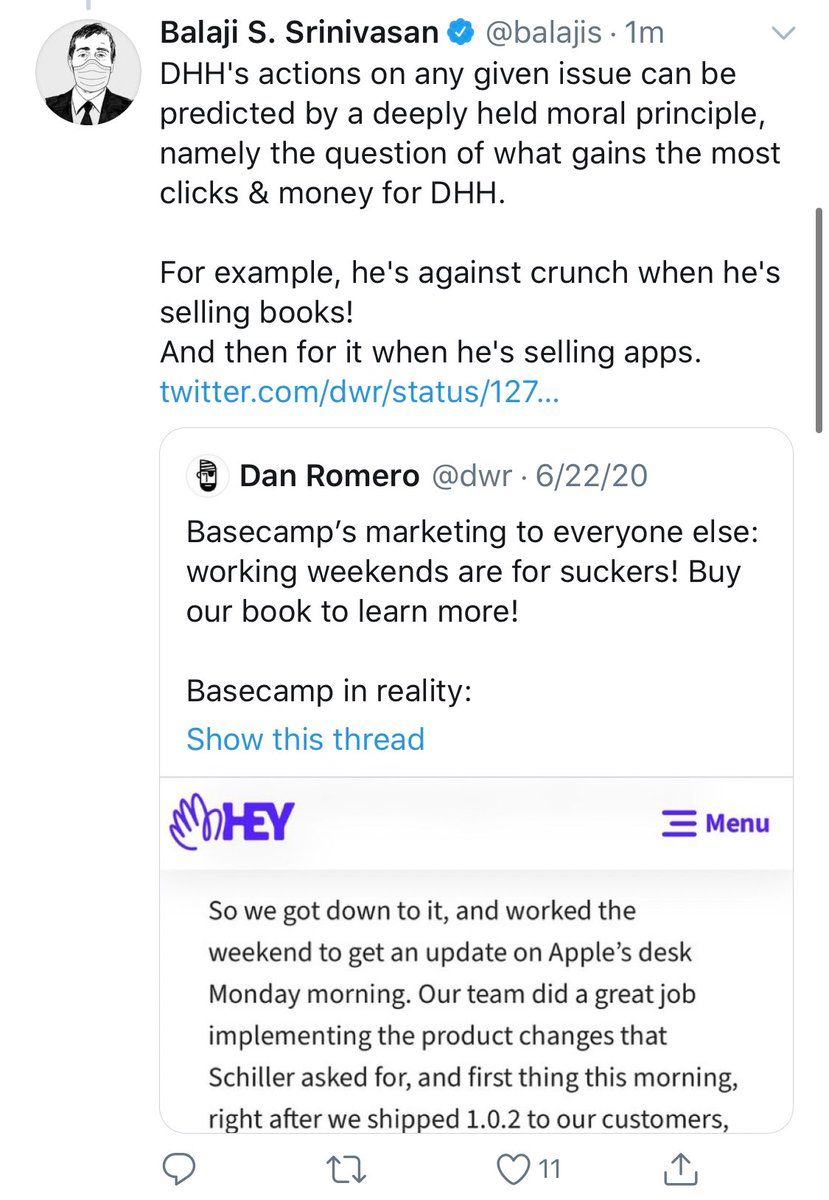 Balaji S. Srinivasan @balajis · 1m
DHH's actions on any given issue can be
predicted by a deeply held moral principle,
namely the question of what gains the most
clicks & money for DHH.
For example, he's against crunch when he's
selling books!
And then for it when he's selling apps.
twitter.com/dwr/status/127...
Dan Romero @dwr · 6/22/20
Basecamp’s marketing to everyone else:
working weekends are for suckers! Buy
our book to learn more!
Basecamp in reality:
Show this thread
HEY Menu
So we got down to it, and worked the
weekend to get an update on Apple’s desk
Monday morning. Our team did a great job
implementing the product changes that
Schiller asked for, and first thing this morning,
right after we shipped 1.0.2 to our customers,
11